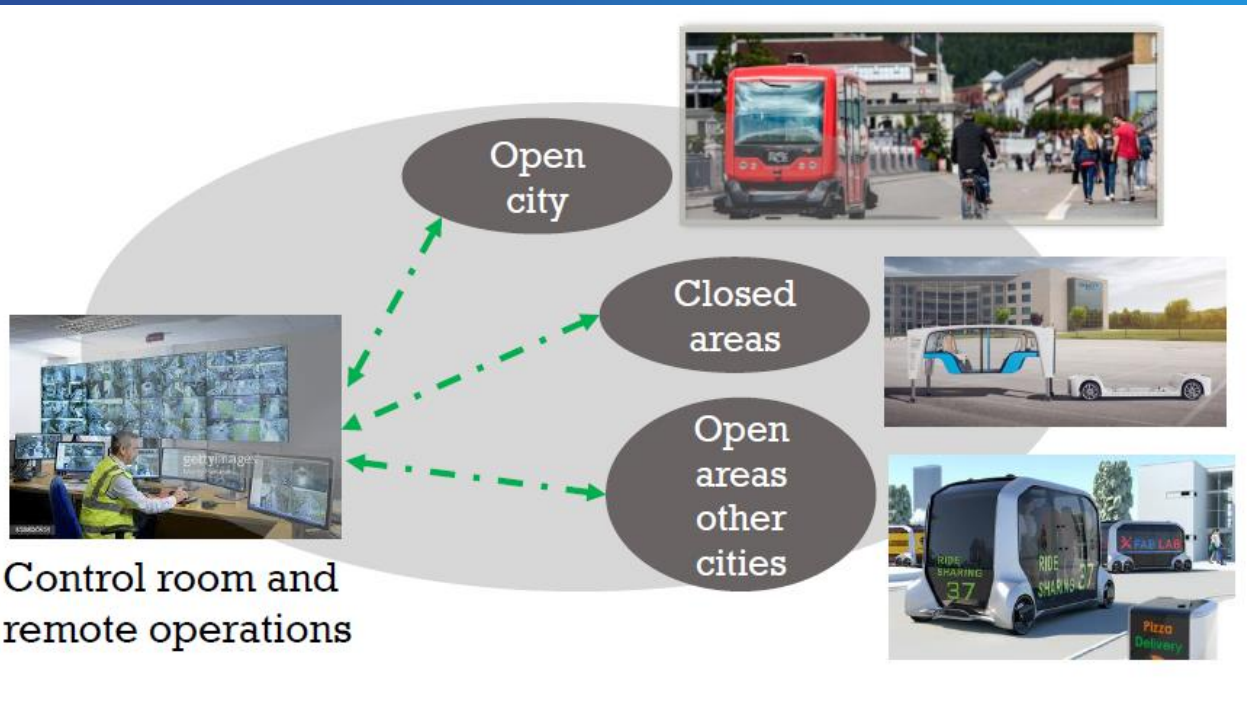 Open
city
Closed
areas
Open
areas
other
cities
gettyimages
Control room and
remote operations
RIDE
SHARING
37
RIDE
SHARING 27
FAB LAB
Pizza
Delivery